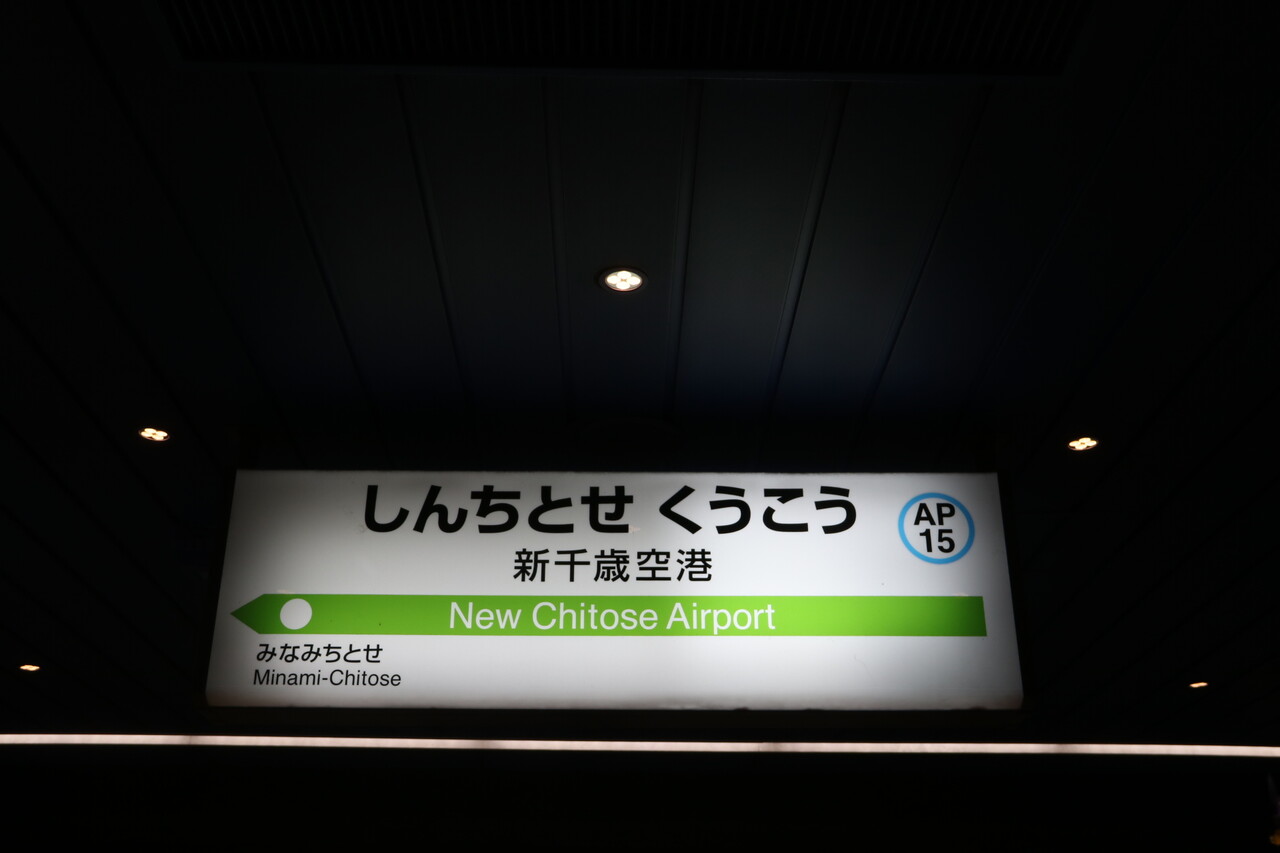 しんちとせ くうこう
AP
15
新千歳空港
New Chitose Airport
みなみちとせ
Minami-Chitose